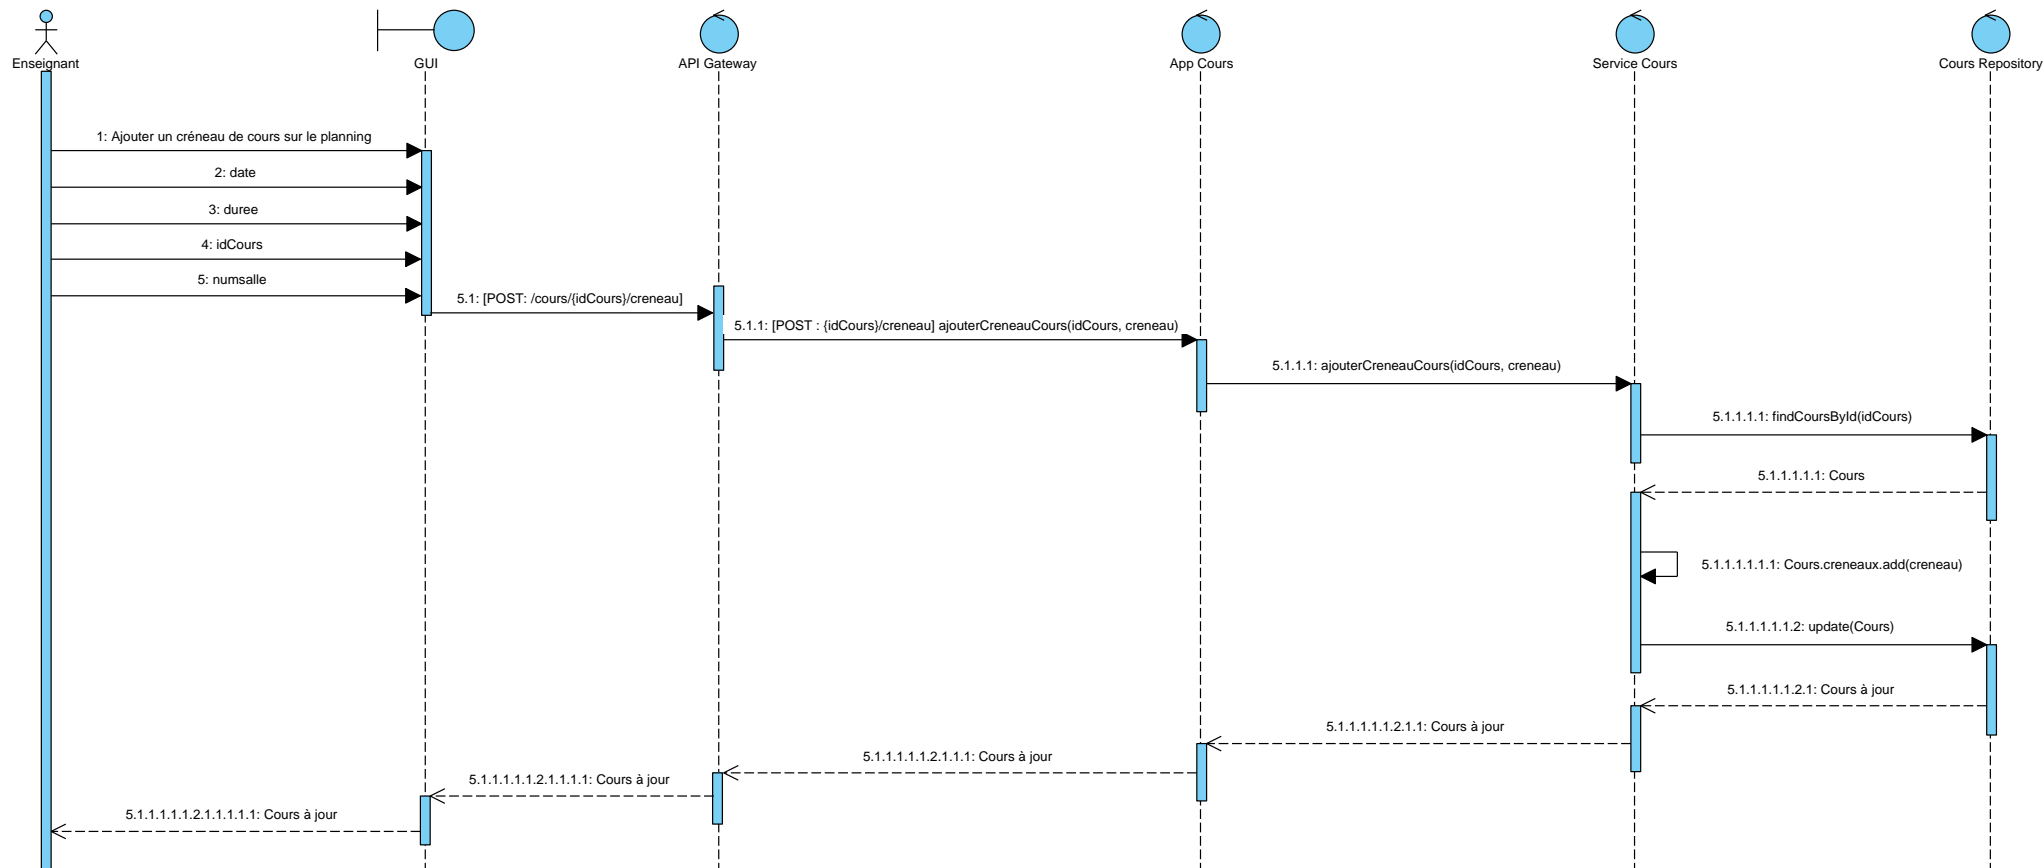 Enseignant
GUI
API Gateway
App Cours
Service Cours
Cours Repository
1: Ajouter un créneau de cours sur le planning
2: date
3: duree
4: idCours
5: numsalle
5.1: [POST: /cours/{idCours}/creneau]
5.1.1: [POST : {idCours}/creneau] ajouterCreneauCours(idCours, creneau)
5.1.1.1: ajouterCreneauCours(idCours, creneau)
5.1.1.1.1: findCoursById(idCours)
5.1.1.1.1.1: Cours
5.1.1.1.1.1.1: Cours.creneaux.add(creneau)
5.1.1.1.1.1.2: update(Cours)
5.1.1.1.1.1.2.1: Cours à jour
5.1.1.1.1.1.2.1.1: Cours à jour
5.1.1.1.1.1.2.1.1.1: Cours à jour
5.1.1.1.1.1.2.1.1.1.1: Cours à jour
5.1.1.1.1.1.2.1.1.1.1.1: Cours à jour